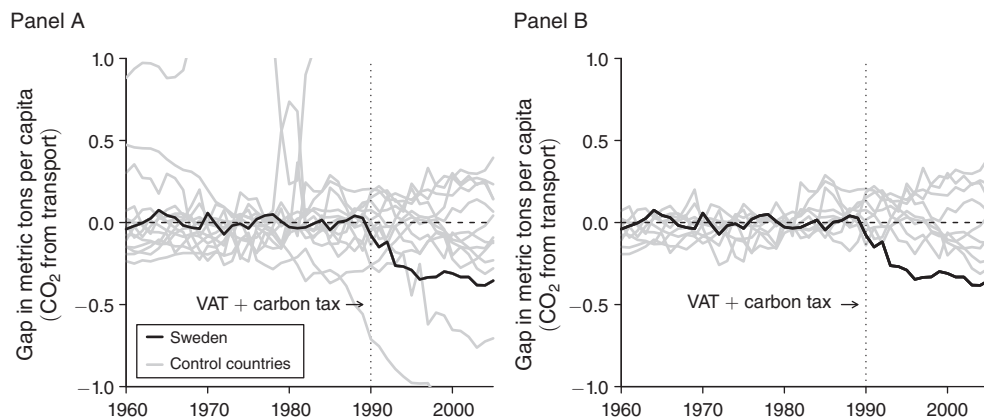 Panel A
Gap in metric tons per capita
(CO₂ from transport)
1.0
0.5
0.0
−0.5
−1.0
VAT + carbon tax
Sweden
Control countries
1960 1970 1980 1990 2000
Panel B
Gap in metric tons per capita
(CO₂ from transport)
1.0
0.5
0.0
−0.5
−1.0
VAT + carbon tax
1960 1970 1980 1990 2000